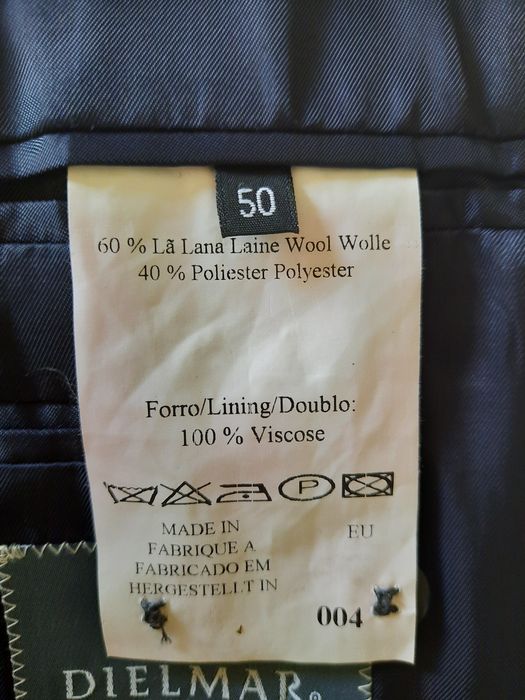 50
60 % Lã Lana Laine Wool Wolle
40 % Poliester Polyester
Forro/Lining/Doublo:
100 % Viscose
P
MADE IN EU
FABRIQUE A
FABRICADO EM
HERGESTELLT IN
004
DIELMAR®